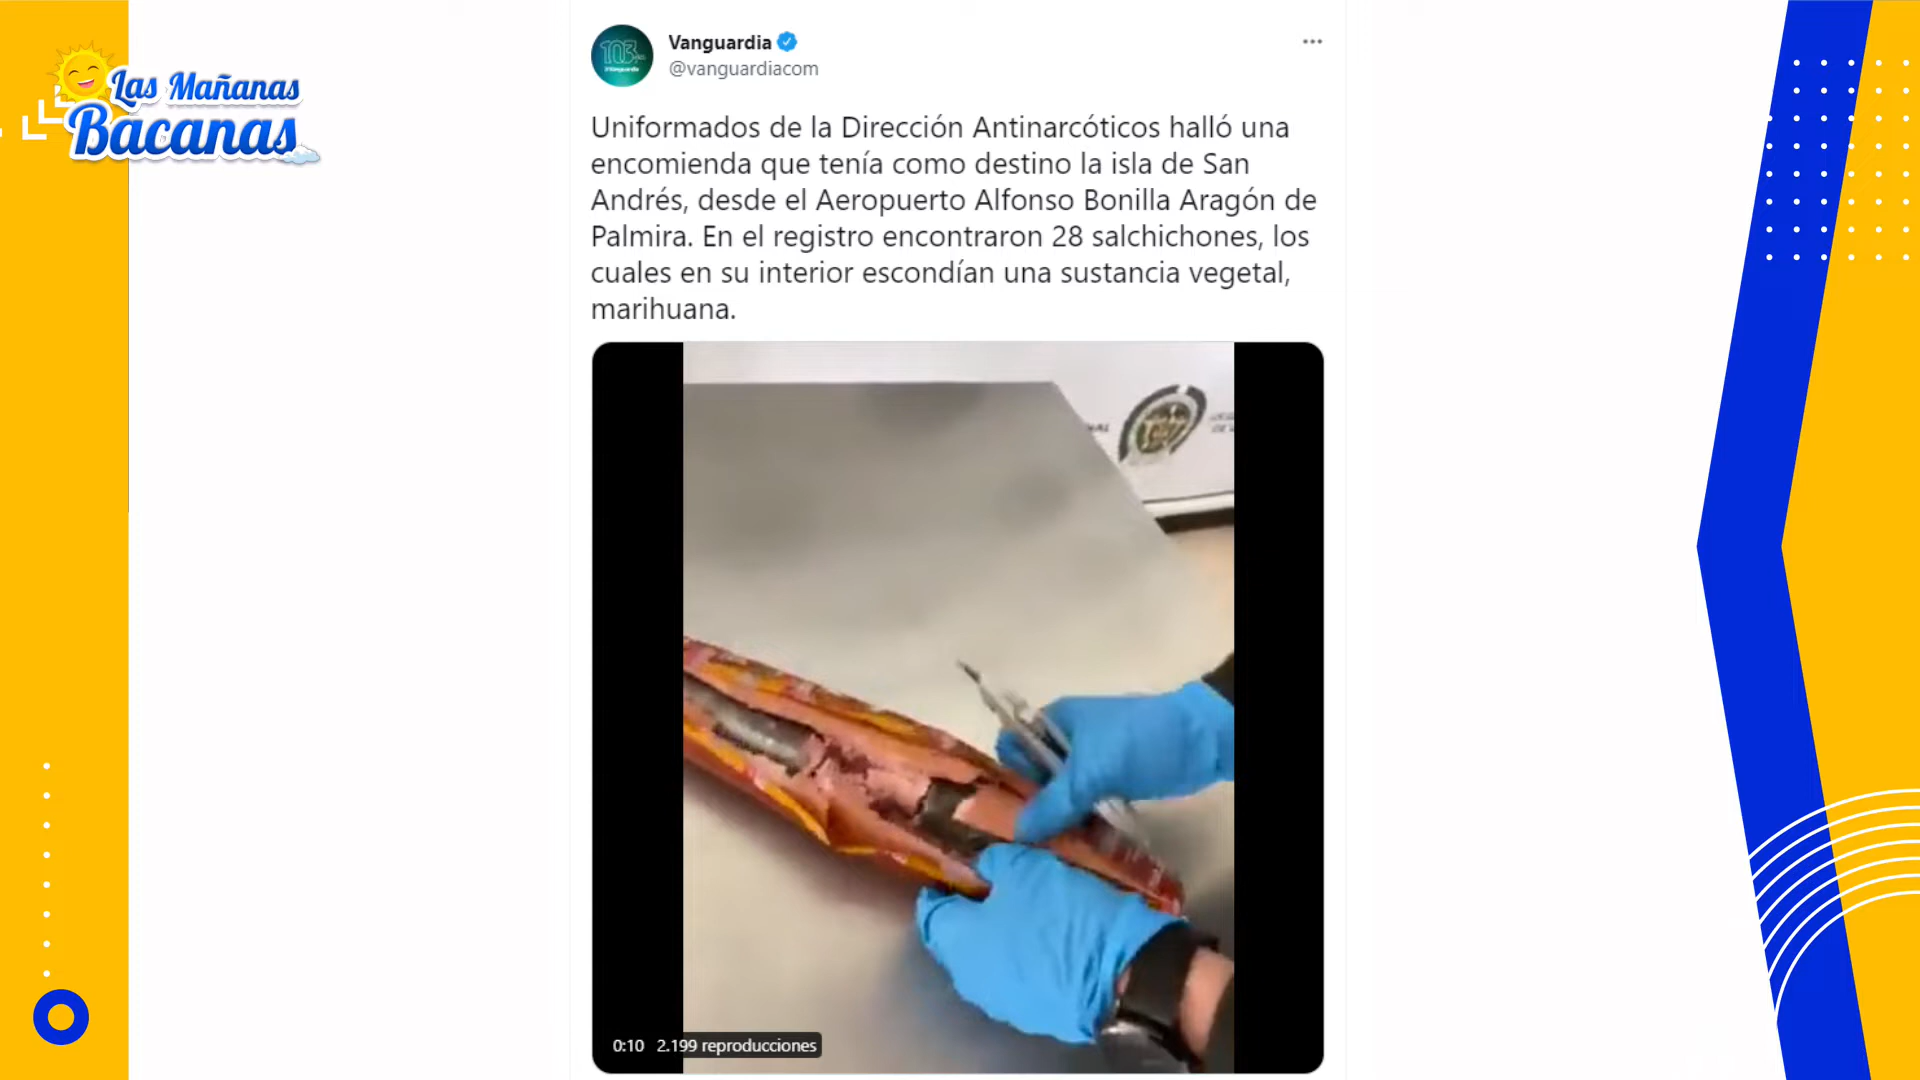 Las Mañanas
Bacanas
103
Vanguardia
Vanguardia
@vanguardiacom
Uniformados de la Dirección Antinarcóticos halló una
encomienda que tenía como destino la isla de San
Andrés, desde el Aeropuerto Alfonso Bonilla Aragón de
Palmira. En el registro encontraron 28 salchichones, los
cuales en su interior escondían una sustancia vegetal,
marihuana.
0:10 2.199 reproducciones